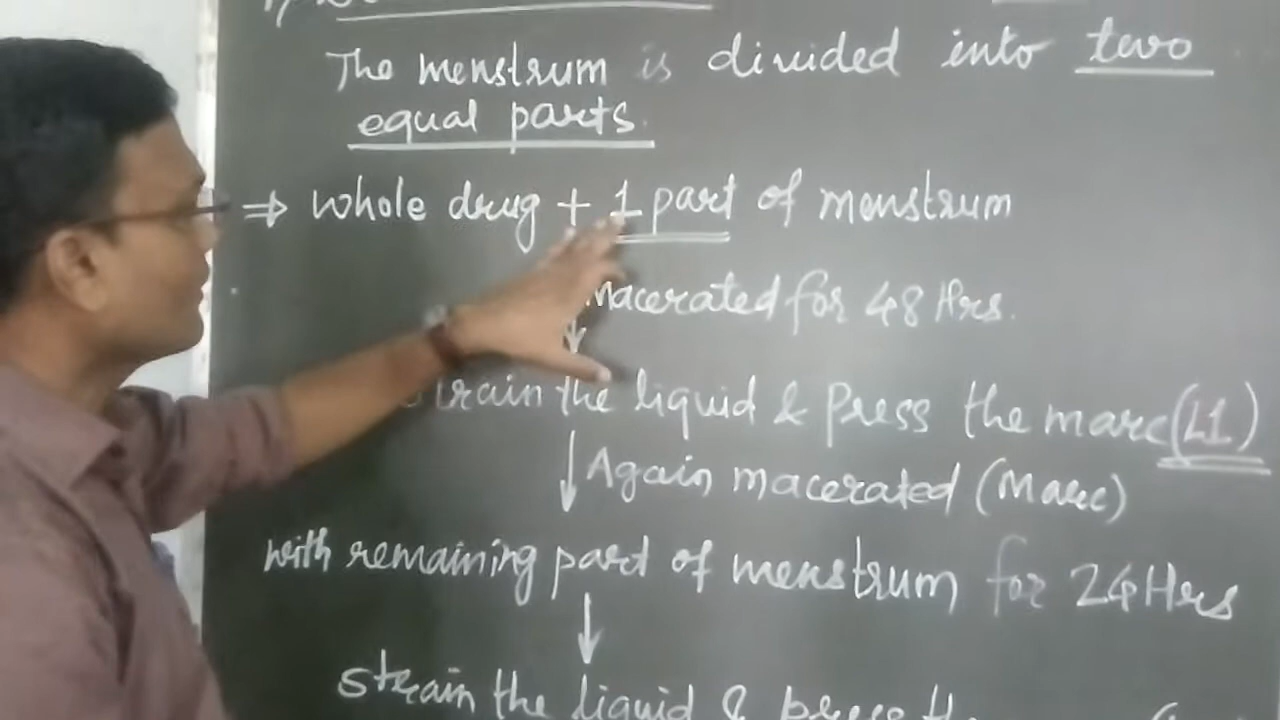 The menstrum is divided into two
equal parts.
⇒ whole drug + 1 part of menstrum
macerated for 48 Hrs.
the liquid & Press the marc (L1)
↓ Again macerated (Marc)
with remaining part of menstrum for 24 Hrs
↓
strain the liquid &